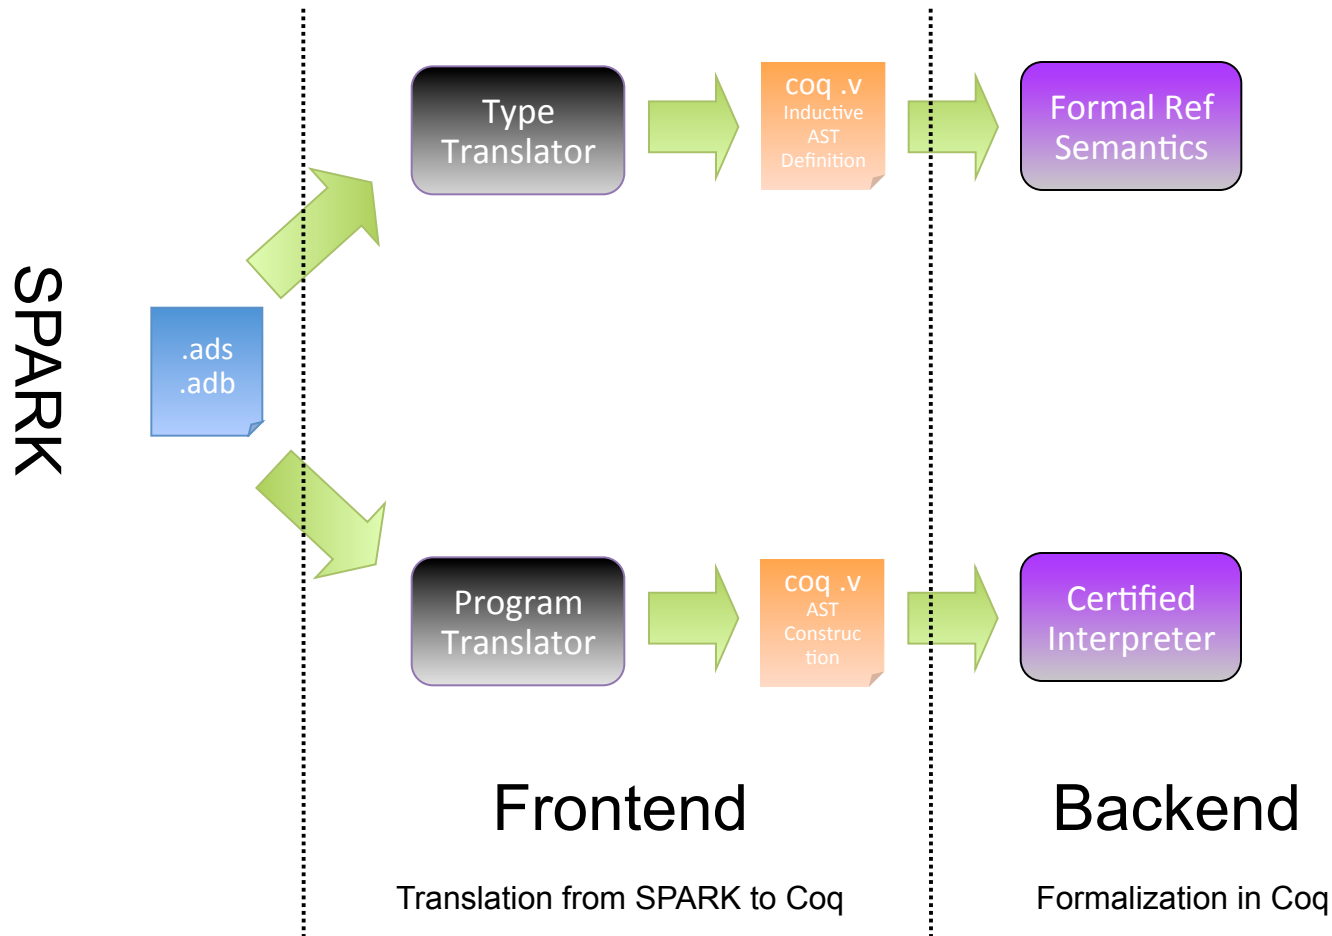 SPARK
.ads
.adb
Type
Translator
coq .v
Inductive
AST
Definition
Formal Ref
Semantics
Program
Translator
coq .v
AST
Construc
tion
Certified
Interpreter
Frontend
Translation from SPARK to Coq
Backend
Formalization in Coq